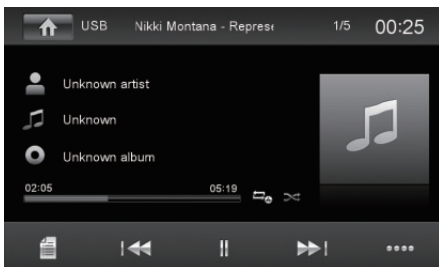 USB Nikki Montana - Represe 1/5 00:25
Unknown artist
Unknown
Unknown album
02:05 05:19